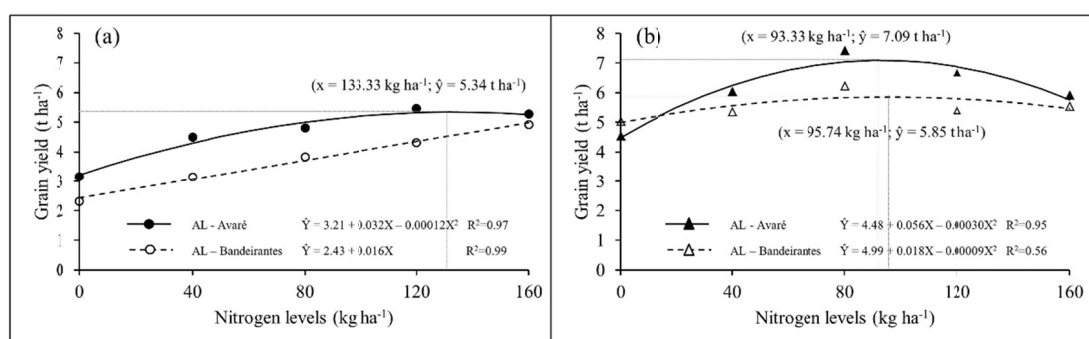 (a)
(x = 133.33 kg ha⁻¹; ŷ = 5.34 t ha⁻¹)
Grain yield (t ha⁻¹)
8
7
6
5
4
3
2
1
0
AL - Avaré Ŷ = 3.21 + 0.032X – 0.00012X² R²=0.97
AL – Bandeirantes Ŷ = 2.43 + 0.016X R²=0.99
0 40 80 120 160
Nitrogen levels (kg ha⁻¹)
(b)
(x = 93.33 kg ha⁻¹; ŷ = 7.09 t ha⁻¹)
(x = 95.74 kg ha⁻¹; ŷ = 5.85 t ha⁻¹)
Grain yield (t ha⁻¹)
8
7
6
5
4
3
2
1
0
AL - Avaré Ŷ = 4.48 + 0.056X – 0.00030X² R²=0.95
AL – Bandeirantes Ŷ = 4.99 + 0.018X – 0.00009X² R²=0.56
0 40 80 120 160
Nitrogen levels (kg ha⁻¹)